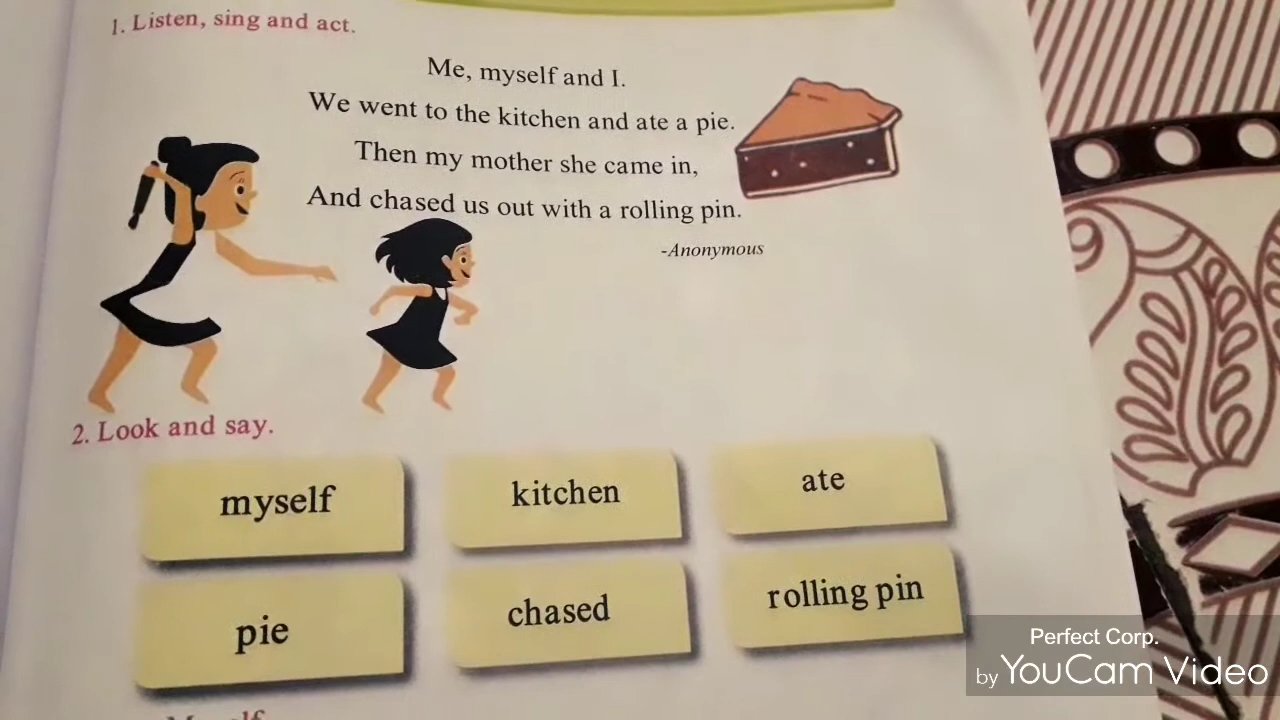 1. Listen, sing and act.
Me, myself and I.
We went to the kitchen and ate a pie.
Then my mother she came in,
And chased us out with a rolling pin.
-Anonymous
2. Look and say.
myself
kitchen
ate
pie
chased
rolling pin
Perfect Corp.
by YouCam Video